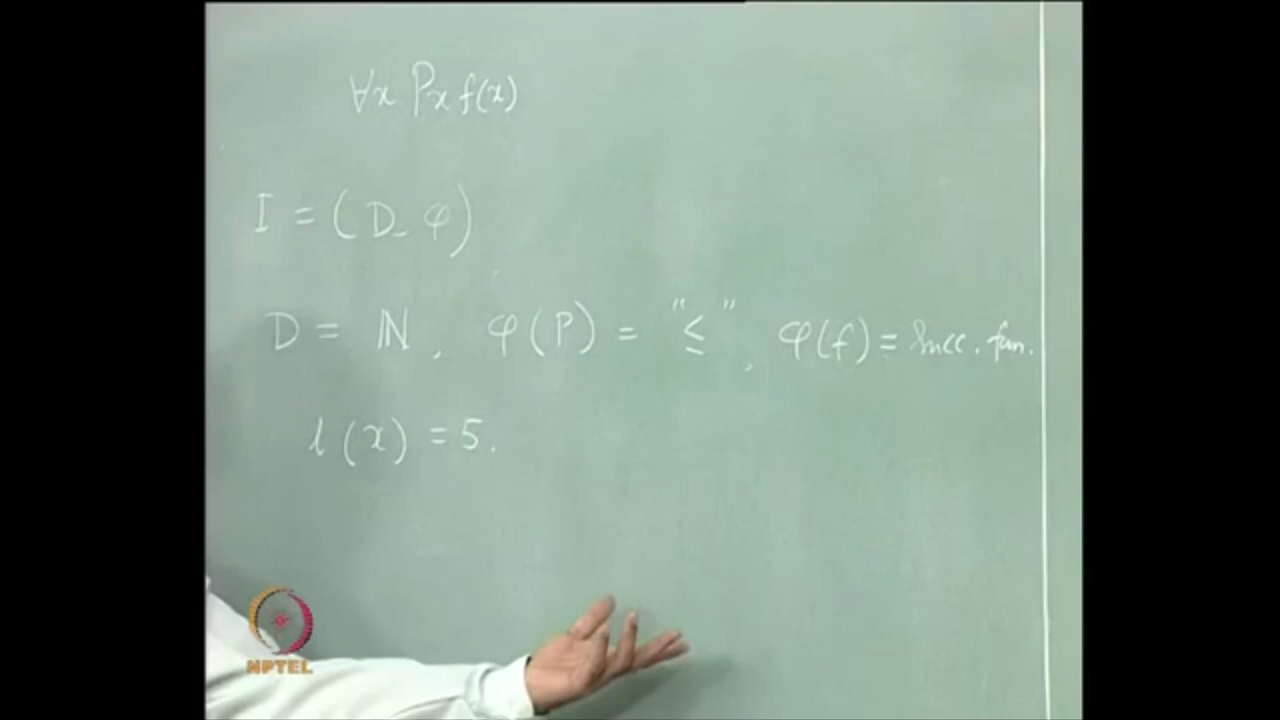 ∀x Px f(x)
I = (D, φ)
D = ℕ, φ(P) = "≤", φ(f) = Succ. fun.
l(x) = 5.
NPTEL